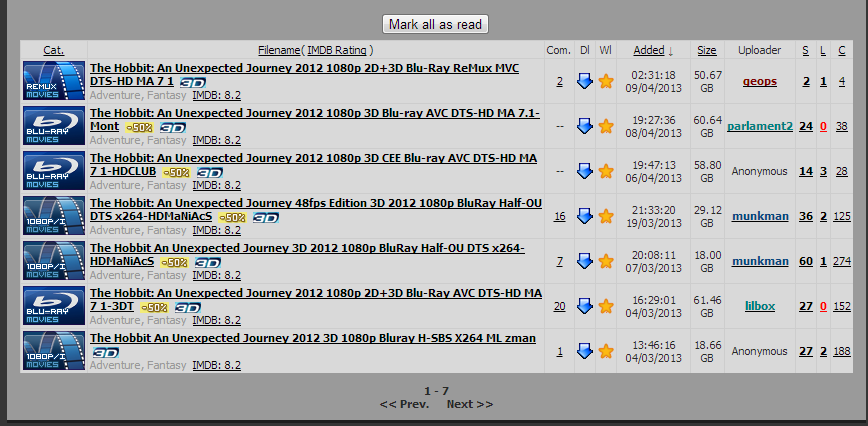 Mark all as read
Cat. Filename( IMDB Rating ) Com. Dl Wl Added ↓ Size Uploader S L C
REMUX MOVIES
The Hobbit: An Unexpected Journey 2012 1080p 2D+3D Blu-Ray ReMux MVC
DTS-HD MA 7 1 3D
Adventure, Fantasy IMDB: 8.2
2
02:31:18
09/04/2013
50.67
GB
geops 2 1 4
BLU-RAY MOVIES
The Hobbit: An Unexpected Journey 2012 1080p 3D Blu-ray AVC DTS-HD MA 7.1-
Mont -50% 3D
Adventure, Fantasy IMDB: 8.2
--
19:27:36
08/04/2013
60.64
GB
parlament2 24 0 38
BLU-RAY MOVIES
The Hobbit: An Unexpected Journey 2012 1080p 3D CEE Blu-ray AVC DTS-HD MA
7 1-HDCLUB -50% 3D
Adventure, Fantasy IMDB: 8.2
--
19:47:13
06/04/2013
58.80
GB
Anonymous 14 3 28
1080P/I MOVIES
The Hobbit: An Unexpected Journey 48fps Edition 3D 2012 1080p BluRay Half-OU
DTS x264-HDMaNiAcS -50% 3D
Adventure, Fantasy IMDB: 8.2
16
21:33:20
19/03/2013
29.12
GB
munkman 36 2 125
1080P/I MOVIES
The Hobbit An Unexpected Journey 3D 2012 1080p BluRay Half-OU DTS x264-
HDMaNiAcS -50% 3D
Adventure, Fantasy IMDB: 8.2
7
20:08:11
07/03/2013
18.00
GB
munkman 60 1 274
BLU-RAY MOVIES
The Hobbit: An Unexpected Journey 2012 1080p 2D+3D Blu-Ray AVC DTS-HD MA
7 1-3DT -50% 3D
Adventure, Fantasy IMDB: 8.2
20
16:29:01
04/03/2013
61.46
GB
lilbox 27 0 152
1080P/I MOVIES
The Hobbit An Unexpected Journey 2012 3D 1080p Bluray H-SBS X264 ML zman
3D
Adventure, Fantasy IMDB: 8.2
1
13:46:16
04/03/2013
18.66
GB
Anonymous 27 2 188
1 - 7
<< Prev. Next >>